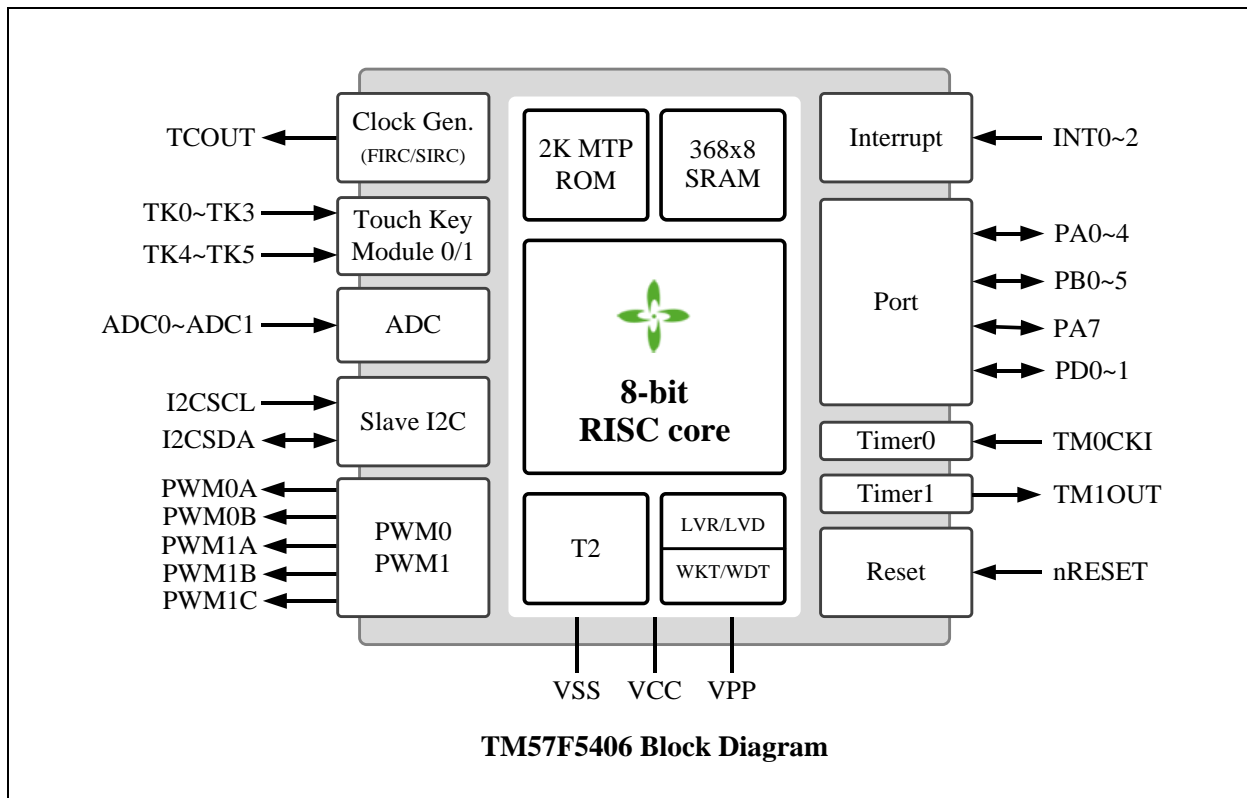 TCOUT
Clock Gen.
(FIRC/SIRC)
TK0~TK3
TK4~TK5
Touch Key
Module 0/1
ADC0~ADC1
ADC
I2CSCL
I2CSDA
Slave I2C
PWM0A
PWM0B
PWM1A
PWM1B
PWM1C
PWM0
PWM1
2K MTP
ROM
368x8
SRAM
8-bit
RISC core
T2
LVR/LVD
WKT/WDT
Interrupt
INT0~2
Port
PA0~4
PB0~5
PA7
PD0~1
Timer0
TM0CKI
Timer1
TM1OUT
Reset
nRESET
VSS
VCC
VPP
TM57F5406 Block Diagram